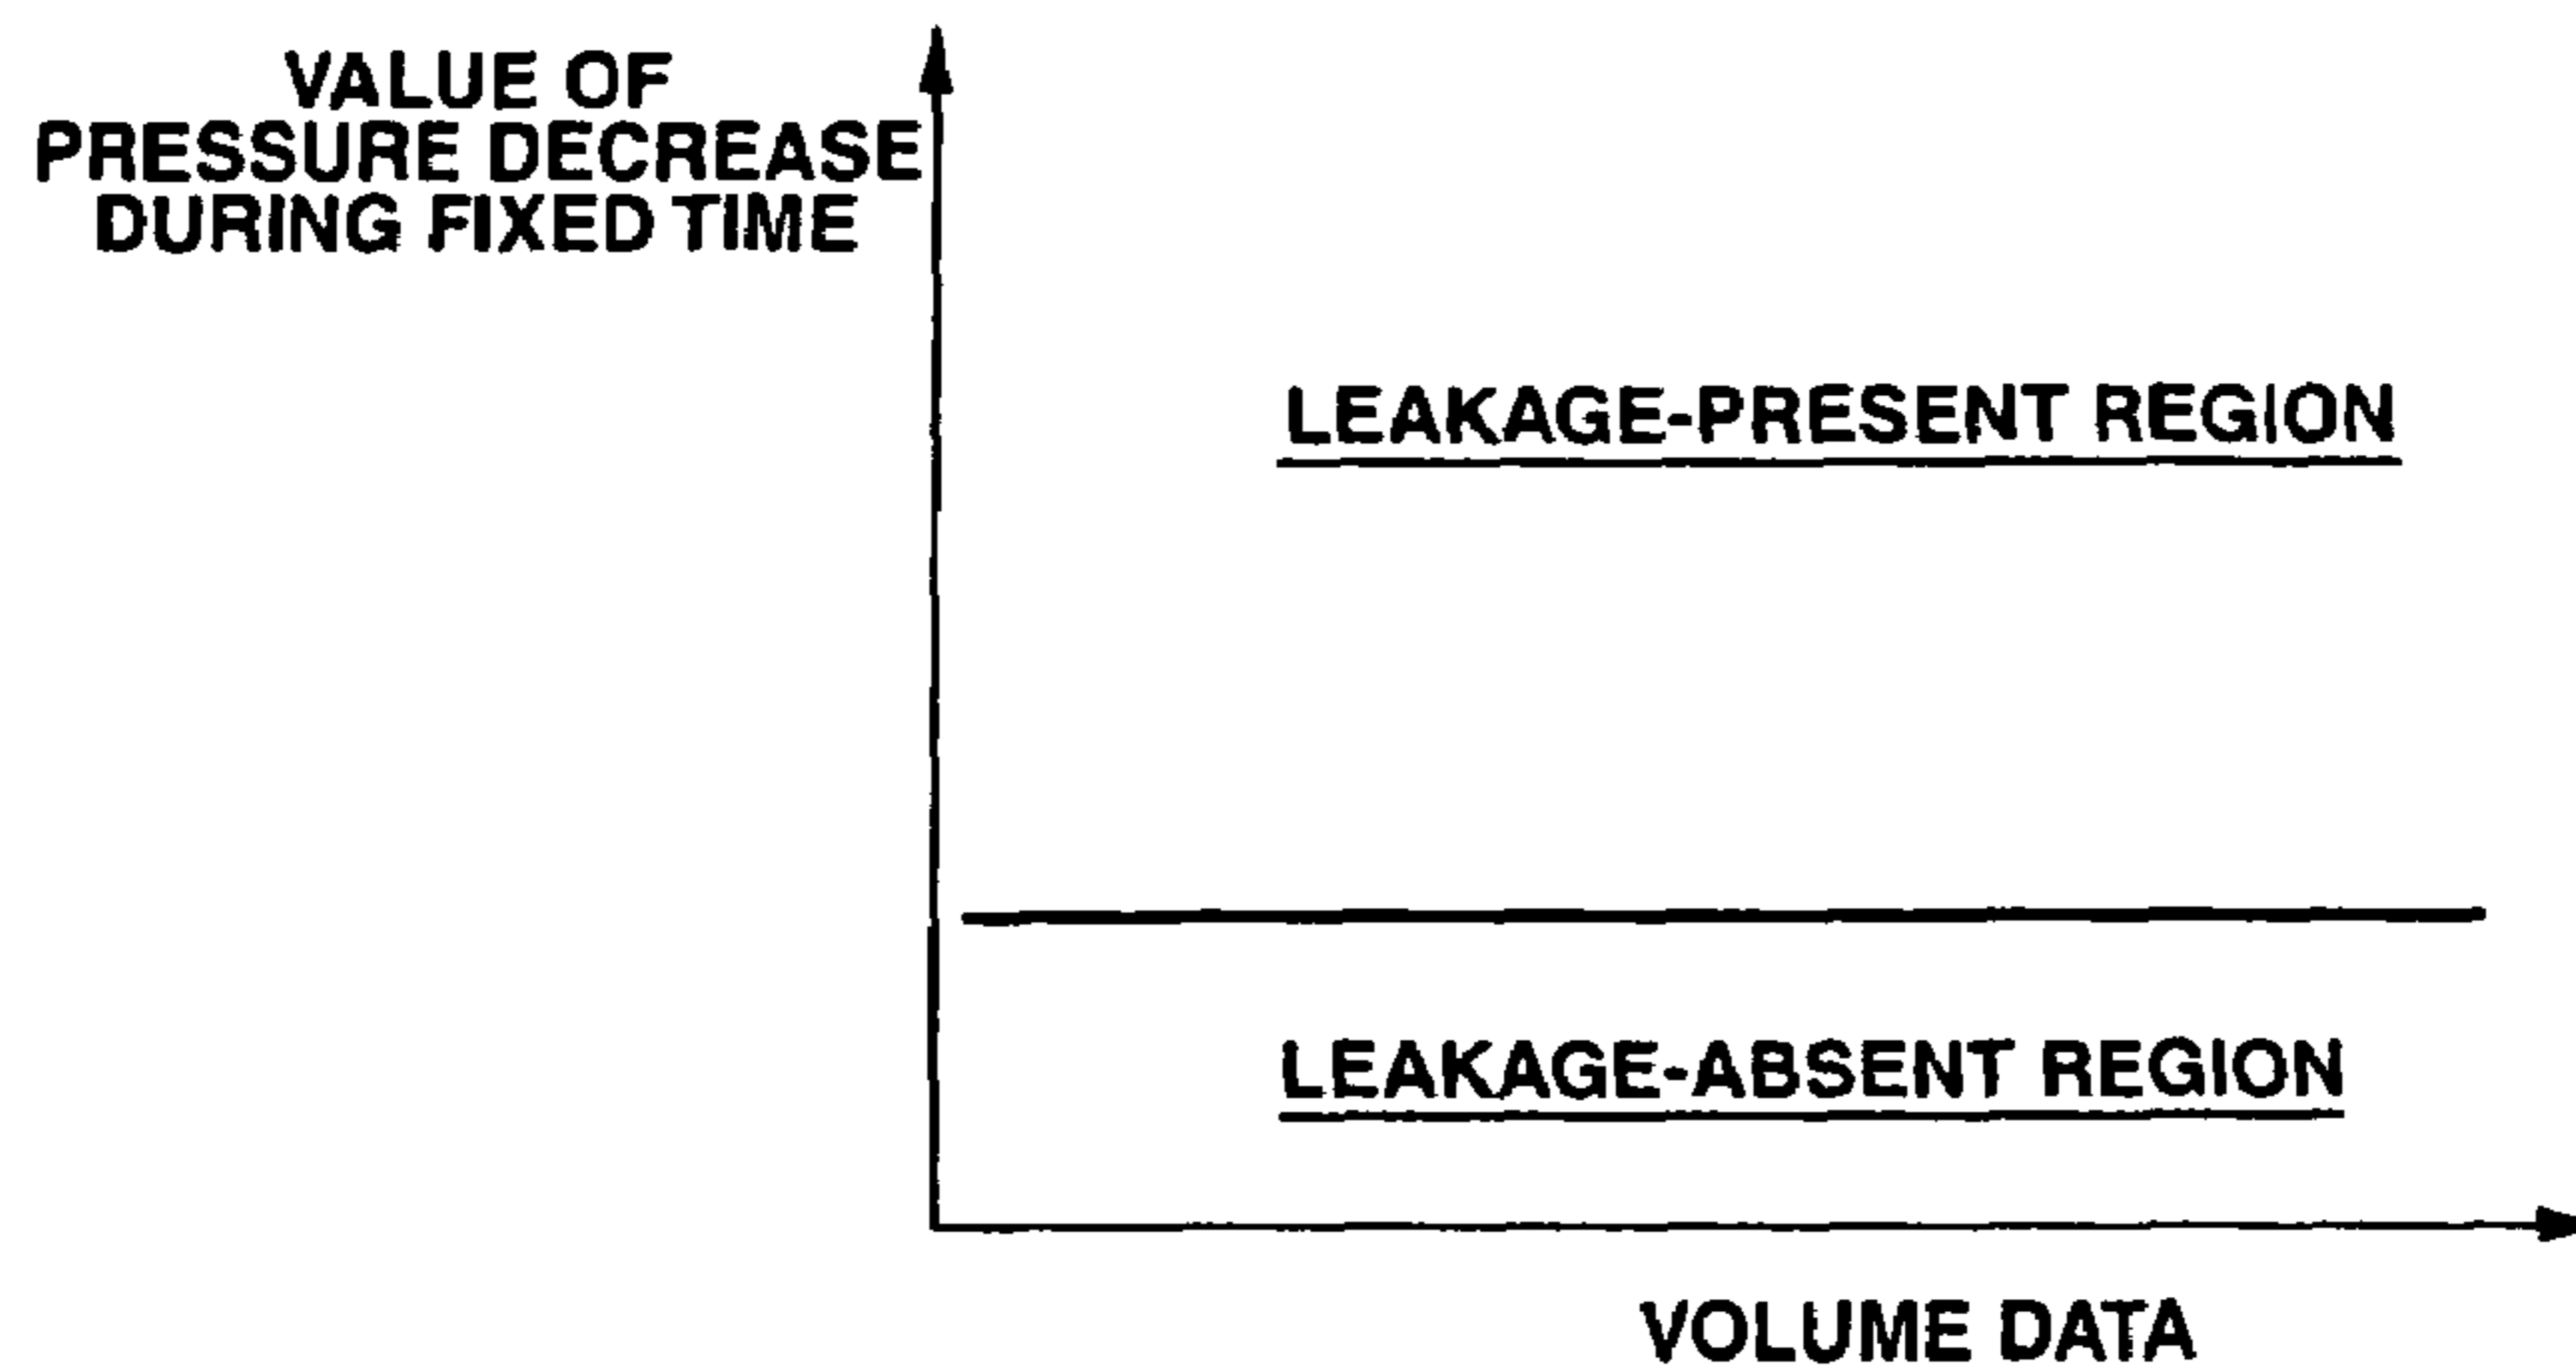 VALUE OF
PRESSURE DECREASE
DURING FIXED TIME
LEAKAGE-PRESENT REGION
LEAKAGE-ABSENT REGION
VOLUME DATA